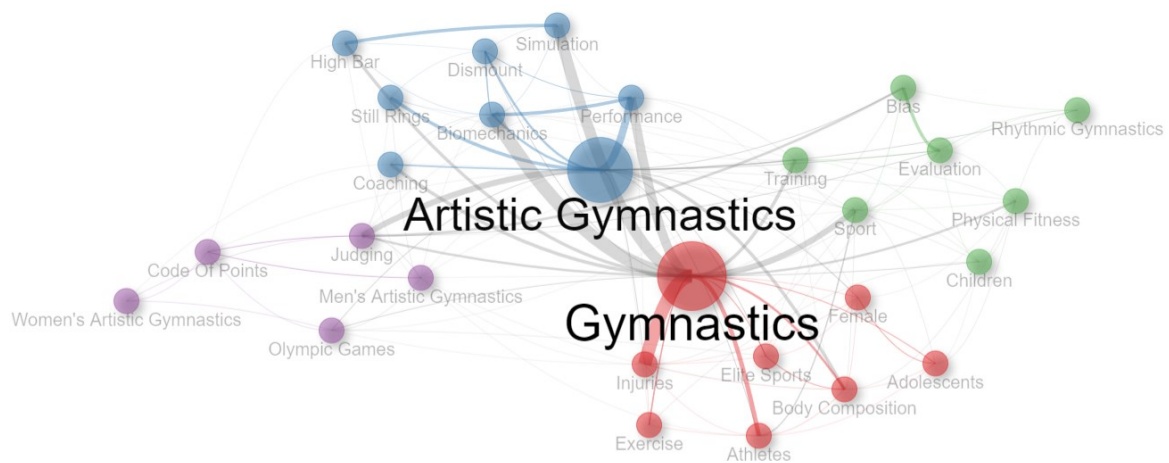 Simulation
High Bar
Dismount
Bias
Still Rings
Biomechanics
Performance
Rhythmic Gymnastics
Evaluation
Coaching
Training
Artistic Gymnastics
Sport
Physical Fitness
Judging
Code Of Points
Men's Artistic Gymnastics
Children
Women's Artistic Gymnastics
Gymnastics
Female
Olympic Games
Injuries
Elite Sports
Adolescents
Body Composition
Exercise
Athletes